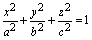 x²/a² + y²/b² + z²/c² = 1